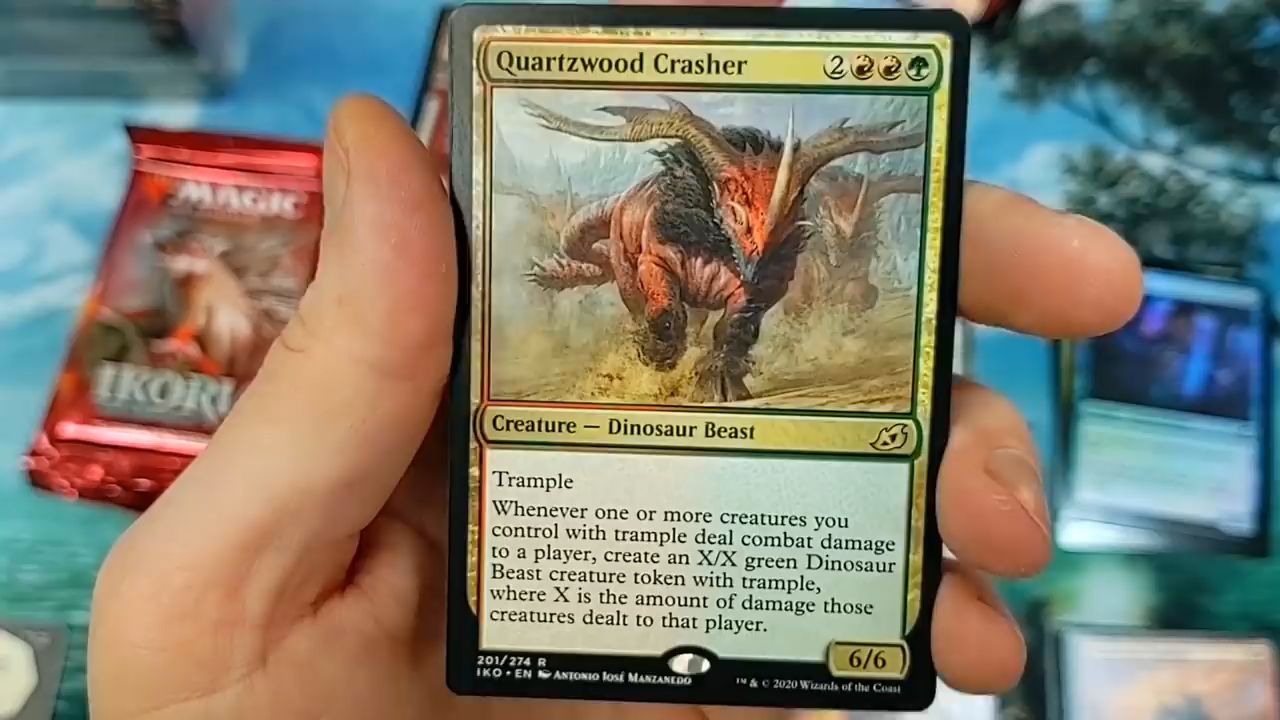 Quartzwood Crasher 2
Creature — Dinosaur Beast
Trample
Whenever one or more creatures you
control with trample deal combat damage
to a player, create an X/X green Dinosaur
Beast creature token with trample,
where X is the amount of damage those
creatures dealt to that player.
6/6
201/274 R
IKO • EN Antonio José Manzanedo
™ & © 2020 Wizards of the Coast
MAGIC
IKORI